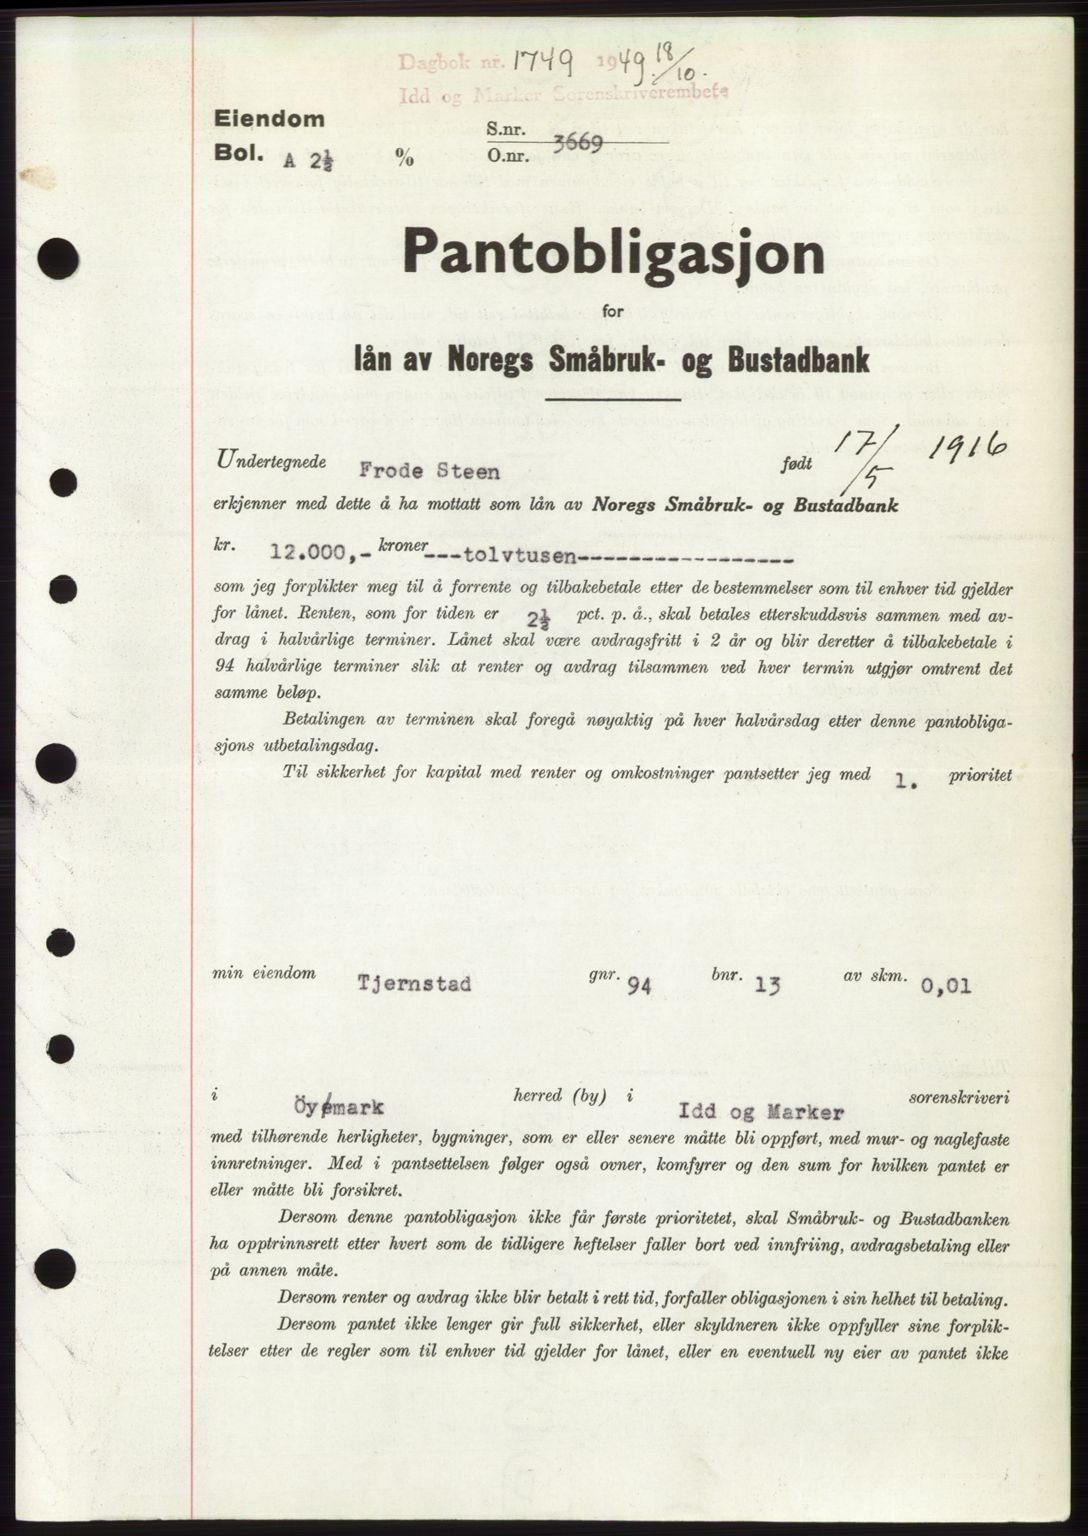 Dagbok nr. 1749 1949 18/10.
Idd og Marker Sorenskriverembete
Eiendom
Bol. A 2½ %
S.nr.
O.nr. 3669
Pantobligasjon
for
lån av Noregs Småbruk- og Bustadbank
Undertegnede Frode Steen født 17/5 1916
erkjenner med dette å ha mottatt som lån av Noregs Småbruk- og Bustadbank
kr. 12.000,- kroner ---tolvtusen-----------------
som jeg forplikter meg til å forrente og tilbakebetale etter de bestemmelser som til enhver tid gjelder
for lånet. Renten, som for tiden er 2½ pct. p. å., skal betales etterskuddsvis sammen med av-
drag i halvårlige terminer. Lånet skal være avdragsfritt i 2 år og blir deretter å tilbakebetale i
94 halvårlige terminer slik at renter og avdrag tilsammen ved hver termin utgjør omtrent det
samme beløp.
Betalingen av terminen skal foregå nøyaktig på hver halvårsdag etter denne pantobliga-
sjons utbetalingsdag.
Til sikkerhet for kapital med renter og omkostninger pantsetter jeg med 1. prioritet
min eiendom Tjernstad gnr. 94 bnr. 13 av skm. 0,01
i Öymark herred (by) i Idd og Marker sorenskriveri
med tilhørende herligheter, bygninger, som er eller senere måtte bli oppført, med mur- og naglefaste
innretninger. Med i pantsettelsen følger også ovner, komfyrer og den sum for hvilken pantet er
eller måtte bli forsikret.
Dersom denne pantobligasjon ikke får første prioritetet, skal Småbruk- og Bustadbanken
ha opptrinnsrett etter hvert som de tidligere heftelser faller bort ved innfriing, avdragsbetaling eller
på annen måte.
Dersom renter og avdrag ikke blir betalt i rett tid, forfaller obligasjonen i sin helhet til betaling.
Dersom pantet ikke lenger gir full sikkerhet, eller skyldneren ikke oppfyller sine forplik-
telser etter de regler som til enhver tid gjelder for lånet, eller en eventuell ny eier av pantet ikke